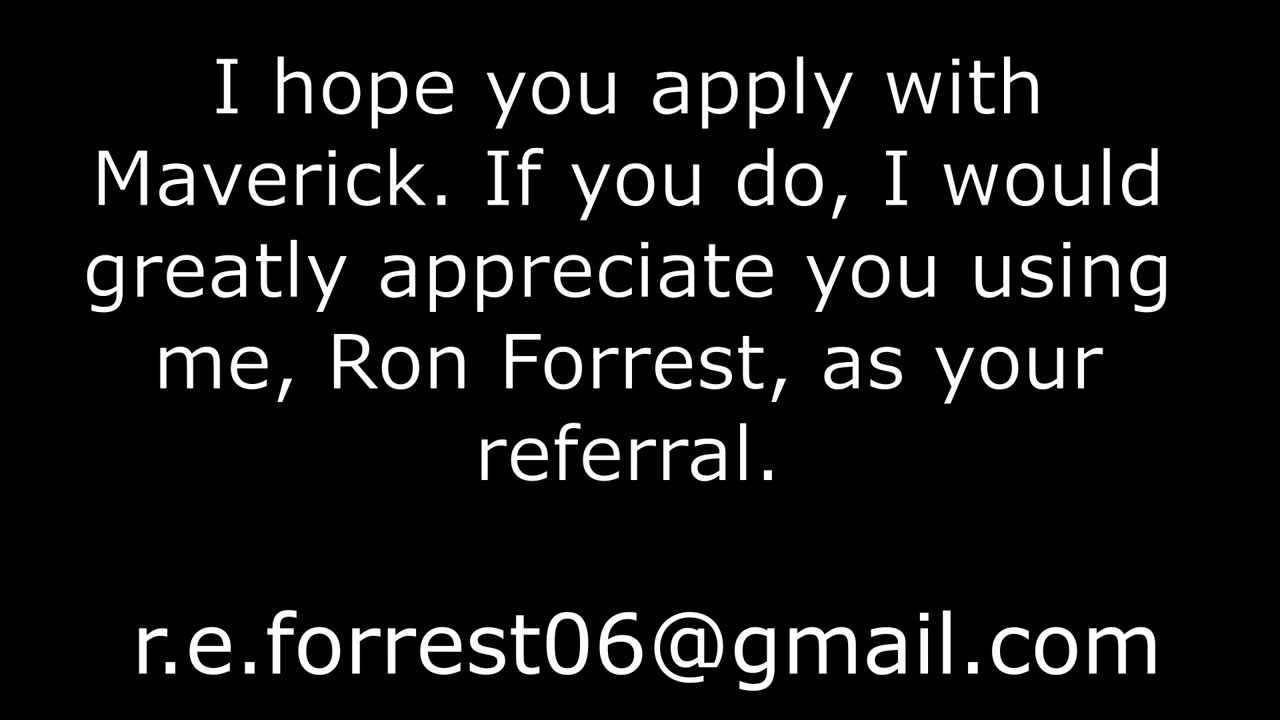 I hope you apply with
Maverick. If you do, I would
greatly appreciate you using
me, Ron Forrest, as your
referral.
r.e.forrest06@gmail.com